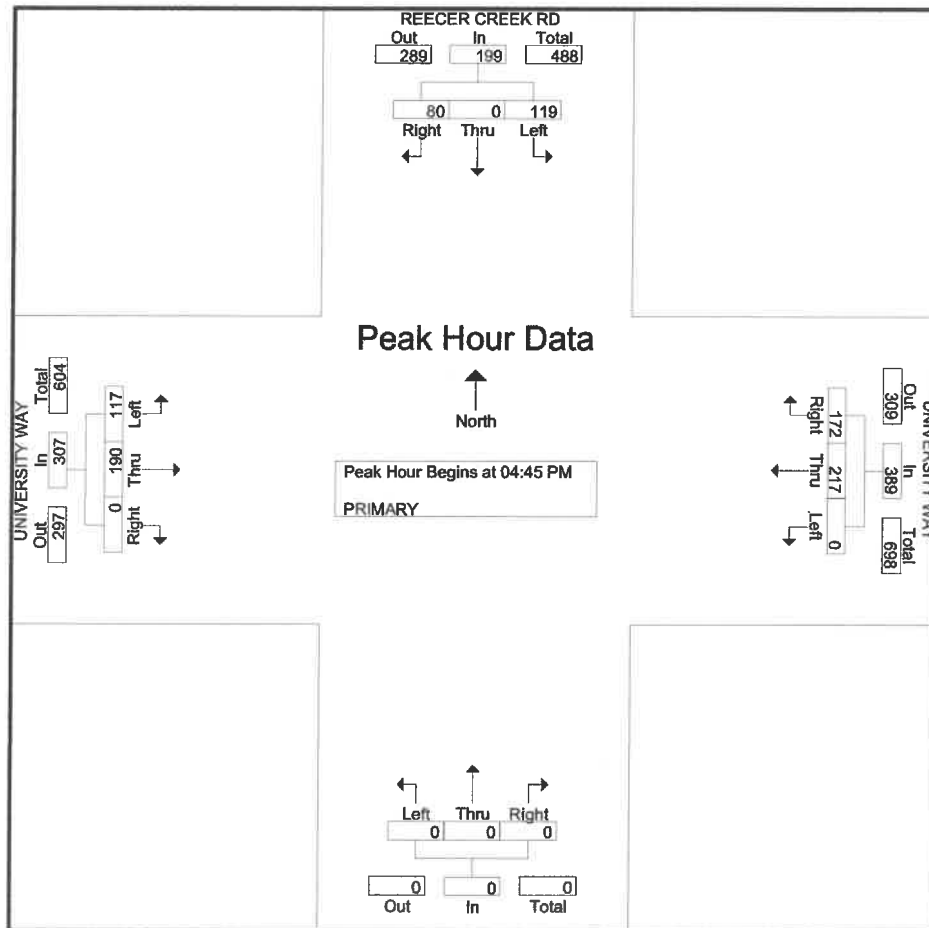 REECER CREEK RD
Out In Total
289 199 488
80 0 119
Right Thru Left
Peak Hour Data
North
Peak Hour Begins at 04:45 PM
PRIMARY
UNIVERSITY WAY
Out In Total
297 307 604
117 190 0
Left Thru Right
UNIVERSITY WAY
Out In Total
309 389 698
172 217 0
Right Thru Left
Left Thru Right
0 0 0
0 0 0
Out In Total